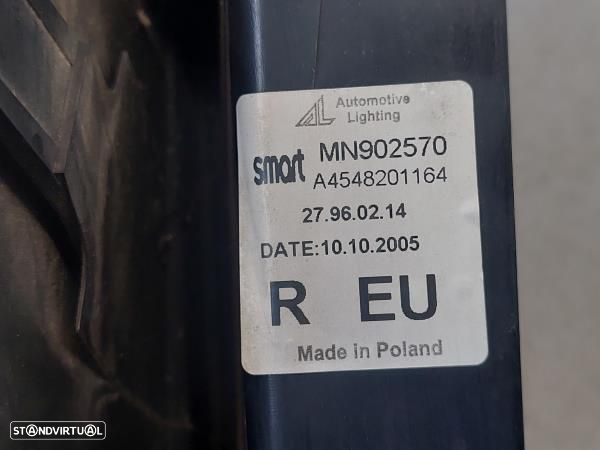 AL Automotive
Lighting
smart MN902570
A4548201164
27.96.02.14
DATE:10.10.2005
R EU
Made in Poland
STANDVIRTUAL